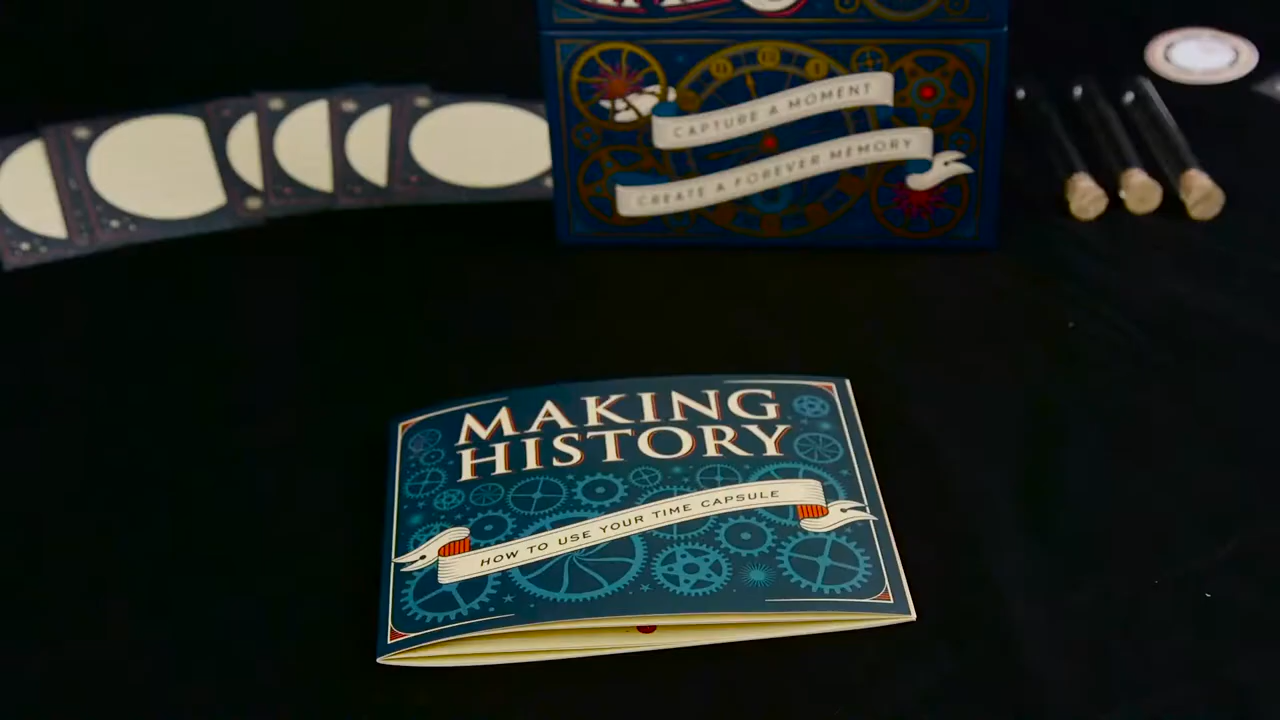 CAPTURE A MOMENT
CREATE A FOREVER MEMORY
MAKING
HISTORY
HOW TO USE YOUR TIME CAPSULE